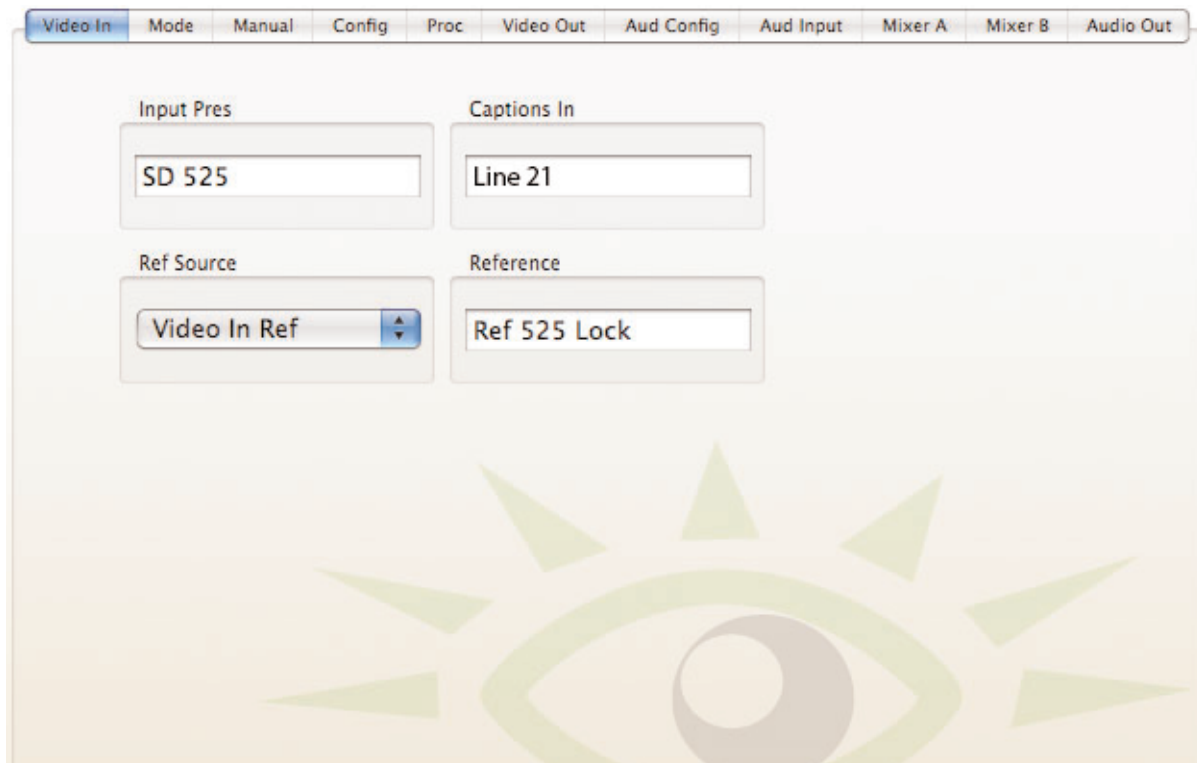 Video In Mode Manual Config Proc Video Out Aud Config Aud Input Mixer A Mixer B Audio Out
Input Pres Captions In
SD 525 Line 21
Ref Source Reference
Video In Ref Ref 525 Lock